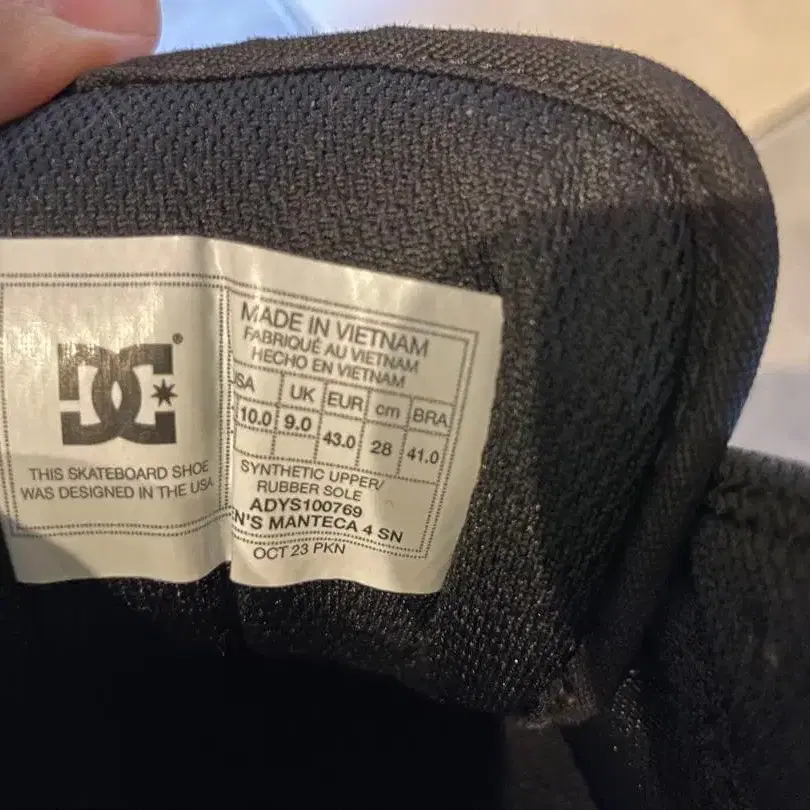 DC®
THIS SKATEBOARD SHOE
WAS DESIGNED IN THE USA
MADE IN VIETNAM
FABRIQUÉ AU VIETNAM
HECHO EN VIETNAM
SA UK EUR cm BRA
10.0 9.0 43.0 28 41.0
SYNTHETIC UPPER/
RUBBER SOLE
ADYS100769
N'S MANTECA 4 SN
OCT 23 PKN